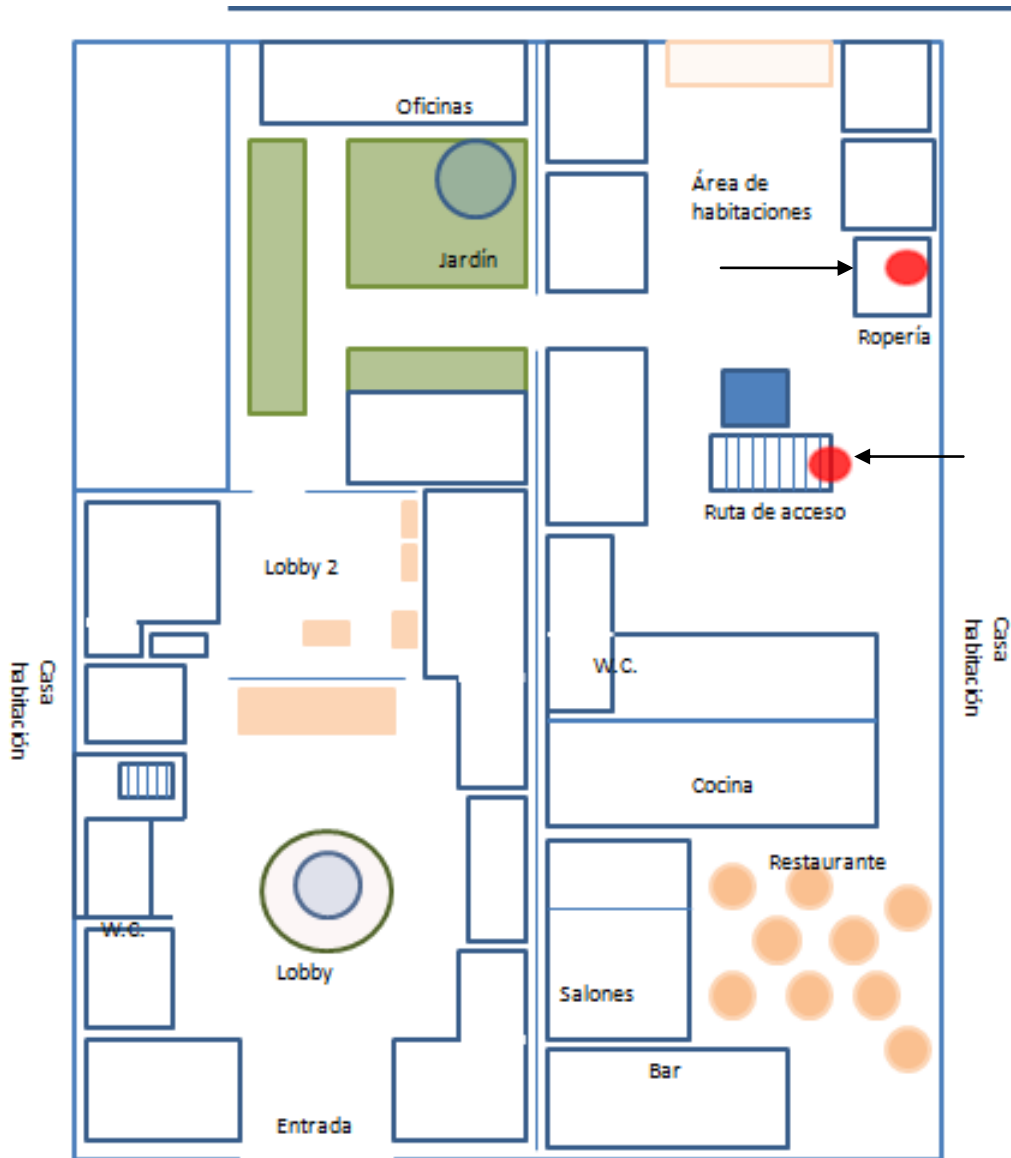 Oficinas
Área de
habitaciones
Jardín
Ropería
Ruta de acceso
Lobby 2
Casa
habitación
Casa
habitación
W.C.
Cocina
Restaurante
W.C.
Lobby
Salones
Bar
Entrada